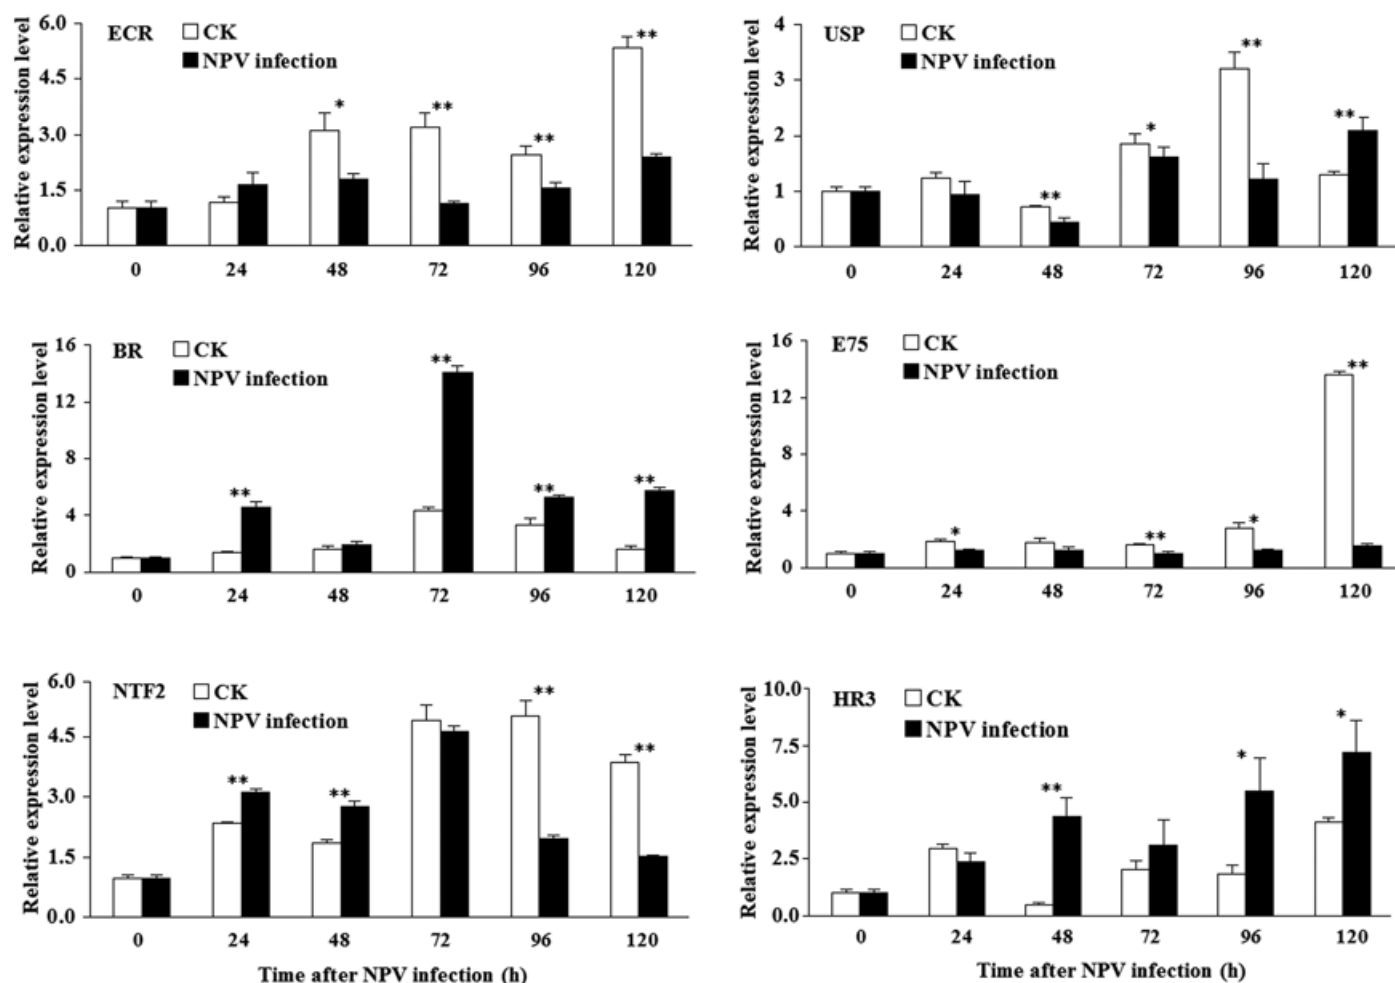 ECR
CK
NPV infection
Relative expression level
6.0
4.5
3.0
1.5
0.0
*
**
**
**
0 24 48 72 96 120
USP
CK
NPV infection
Relative expression level
4
3
2
1
0
**
*
**
**
0 24 48 72 96 120
BR
CK
NPV infection
Relative expression level
16
12
8
4
0
**
**
**
**
0 24 48 72 96 120
E75
CK
NPV infection
Relative expression level
16
12
8
4
0
*
**
*
**
0 24 48 72 96 120
NTF2
CK
NPV infection
Relative expression level
6.0
4.5
3.0
1.5
0.0
**
**
**
**
0 24 48 72 96 120
Time after NPV infection (h)
HR3
CK
NPV infection
Relative expression level
10.0
7.5
5.0
2.5
0.0
**
*
*
0 24 48 72 96 120
Time after NPV infection (h)